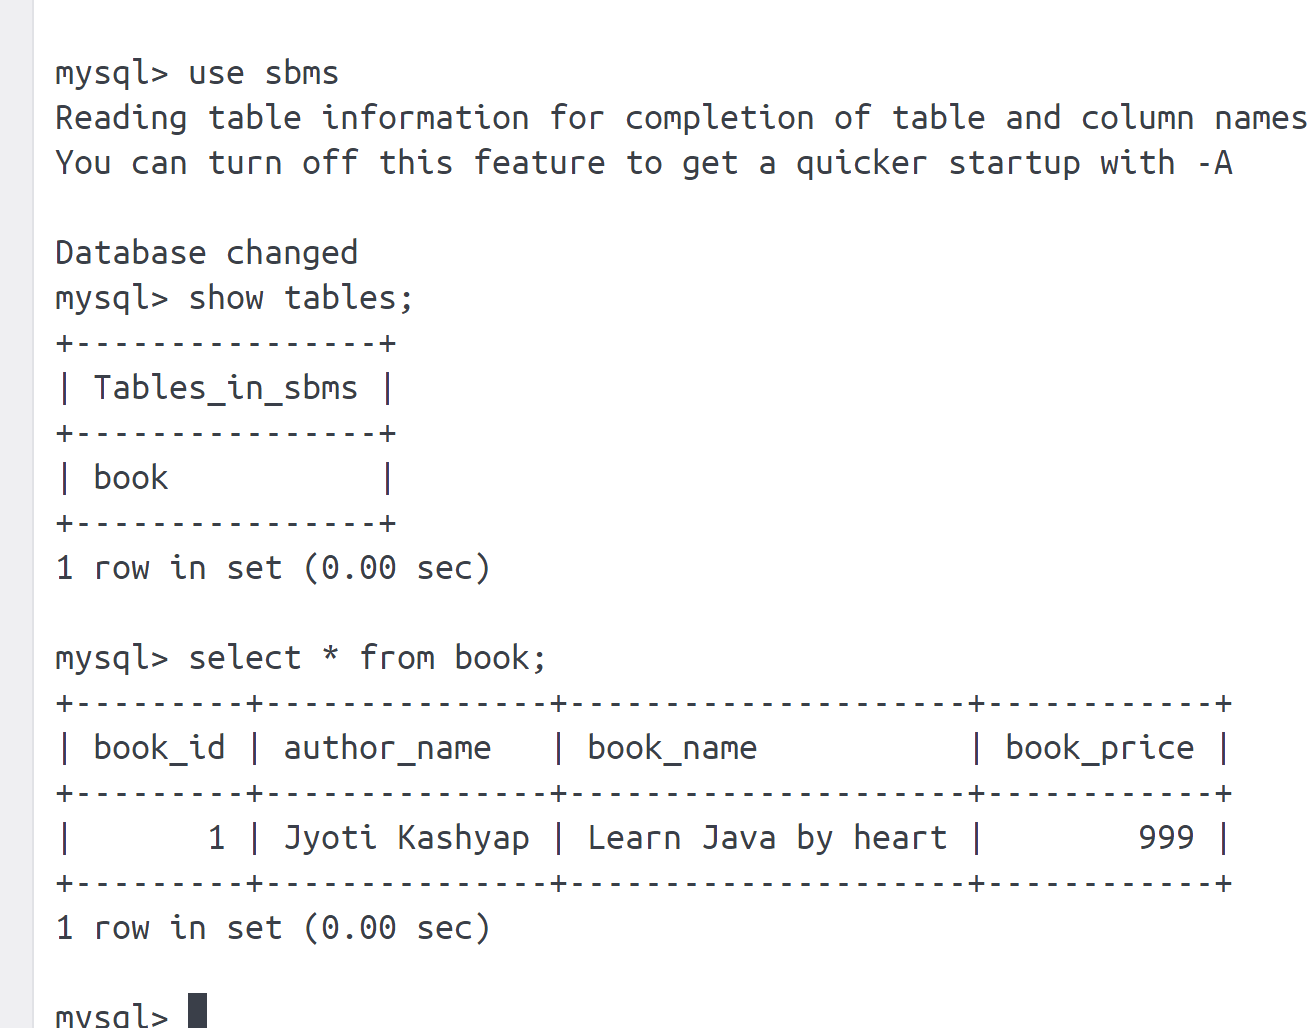 mysql> use sbms
Reading table information for completion of table and column names
You can turn off this feature to get a quicker startup with -A
Database changed
mysql> show tables;
+----------------+
| Tables_in_sbms |
+----------------+
| book           |
+----------------+
1 row in set (0.00 sec)
mysql> select * from book;
+---------+---------------+---------------------+------------+
| book_id | author_name   | book_name           | book_price |
+---------+---------------+---------------------+------------+
|       1 | Jyoti Kashyap | Learn Java by heart |        999 |
+---------+---------------+---------------------+------------+
1 row in set (0.00 sec)
mysql>